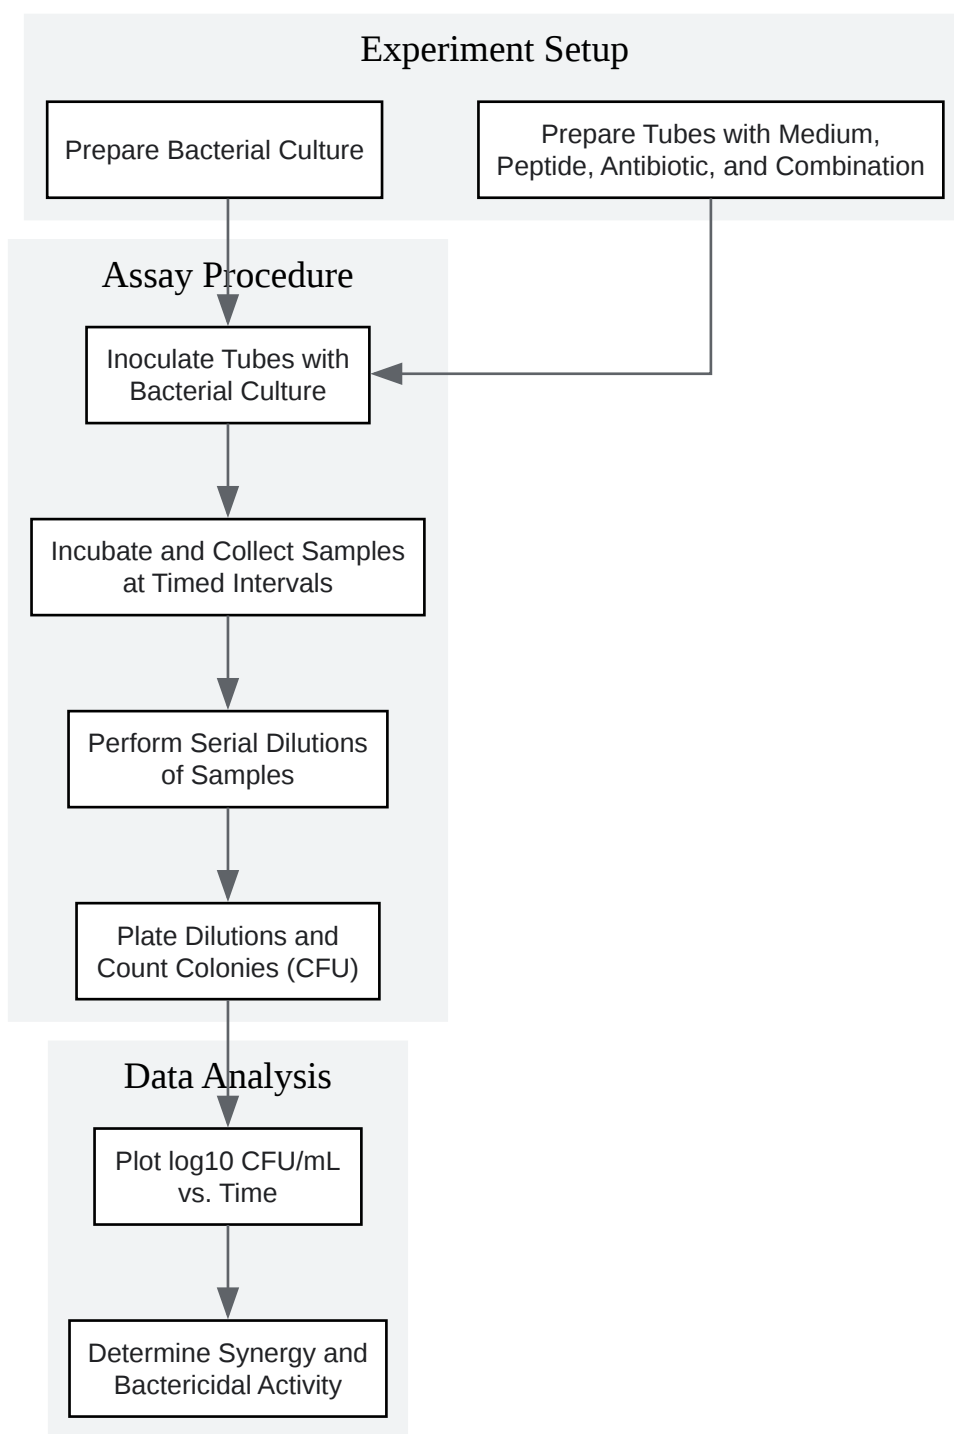 Experiment Setup
Prepare Bacterial Culture
Prepare Tubes with Medium,
Peptide, Antibiotic, and Combination
Assay Procedure
Inoculate Tubes with
Bacterial Culture
Incubate and Collect Samples
at Timed Intervals
Perform Serial Dilutions
of Samples
Plate Dilutions and
Count Colonies (CFU)
Data Analysis
Plot log10 CFU/mL
vs. Time
Determine Synergy and
Bactericidal Activity